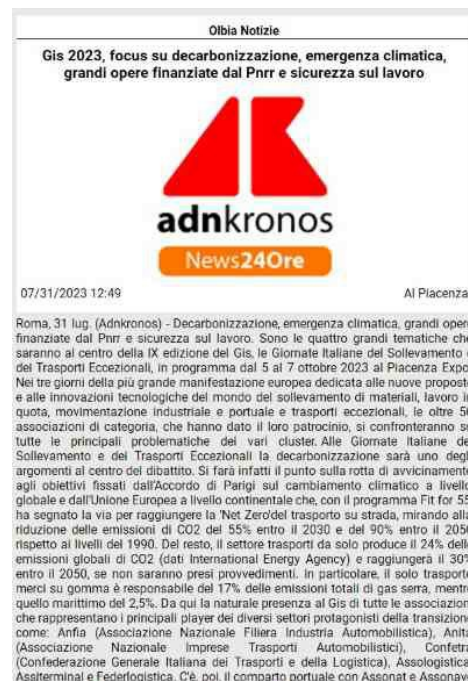 Olbia Notizie
Gis 2023, focus su decarbonizzazione, emergenza climatica,
grandi opere finanziate dal Pnrr e sicurezza sul lavoro
adnkronos
News24Ore
07/31/2023 12:49
Al Piacenza
Roma, 31 lug. (Adnkronos) - Decarbonizzazione, emergenza climatica, grandi opere
finanziate dal Pnrr e sicurezza sul lavoro. Sono le quattro grandi tematiche che
saranno al centro della IX edizione del Gis, le Giornate Italiane del Sollevamento e
dei Trasporti Eccezionali, in programma dal 5 al 7 ottobre 2023 al Piacenza Expo.
Nei tre giorni della più grande manifestazione europea dedicata alle nuove proposte
e alle innovazioni tecnologiche del mondo del sollevamento di materiali, lavoro in
quota, movimentazione industriale e portuale e trasporti eccezionali, le oltre 50
associazioni di categoria, che hanno dato il loro patrocinio, si confronteranno su
tutte le principali problematiche dei vari cluster. Alle Giornate Italiane del
Sollevamento e dei Trasporti Eccezionali la decarbonizzazione sarà uno degli
argomenti al centro del dibattito. Si farà infatti il punto sulla rotta di avvicinamento
agli obiettivi fissati dall'Accordo di Parigi sul cambiamento climatico a livello
globale e dall'Unione Europea a livello continentale che, con il programma Fit for 55,
ha segnato la via per raggiungere la 'Net Zero'del trasporto su strada, mirando alla
riduzione delle emissioni di CO2 del 55% entro il 2030 e del 90% entro il 2050
rispetto ai livelli del 1990. Del resto, il settore trasporti da solo produce il 24% delle
emissioni globali di CO2 (dati International Energy Agency) e raggiungerà il 30%
entro il 2050, se non saranno presi provvedimenti. In particolare, il solo trasporto
merci su gomma è responsabile del 17% delle emissioni totali di gas serra, mentre
quello marittimo del 2,5%. Da qui la naturale presenza al Gis di tutte le associazioni
che rappresentano i principali player dei diversi settori protagonisti della transizione
come: Anfia (Associazione Nazionale Filiera Industria Automobilistica), Anita
(Associazione Nazionale Imprese Trasporti Automobilistici), Confetra
(Confederazione Generale Italiana dei Trasporti e della Logistica), Assologistica,
Assiterminal e Federlogistica. C'è, poi, il comparto portuale con Assonat e Assonave